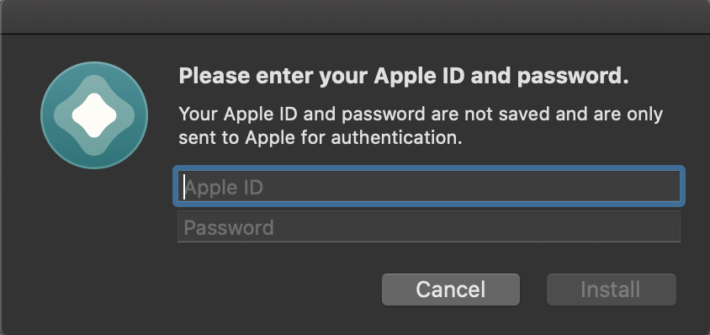 Please enter your Apple ID and password.
Your Apple ID and password are not saved and are only
sent to Apple for authentication.
Apple ID
Password
Cancel Install